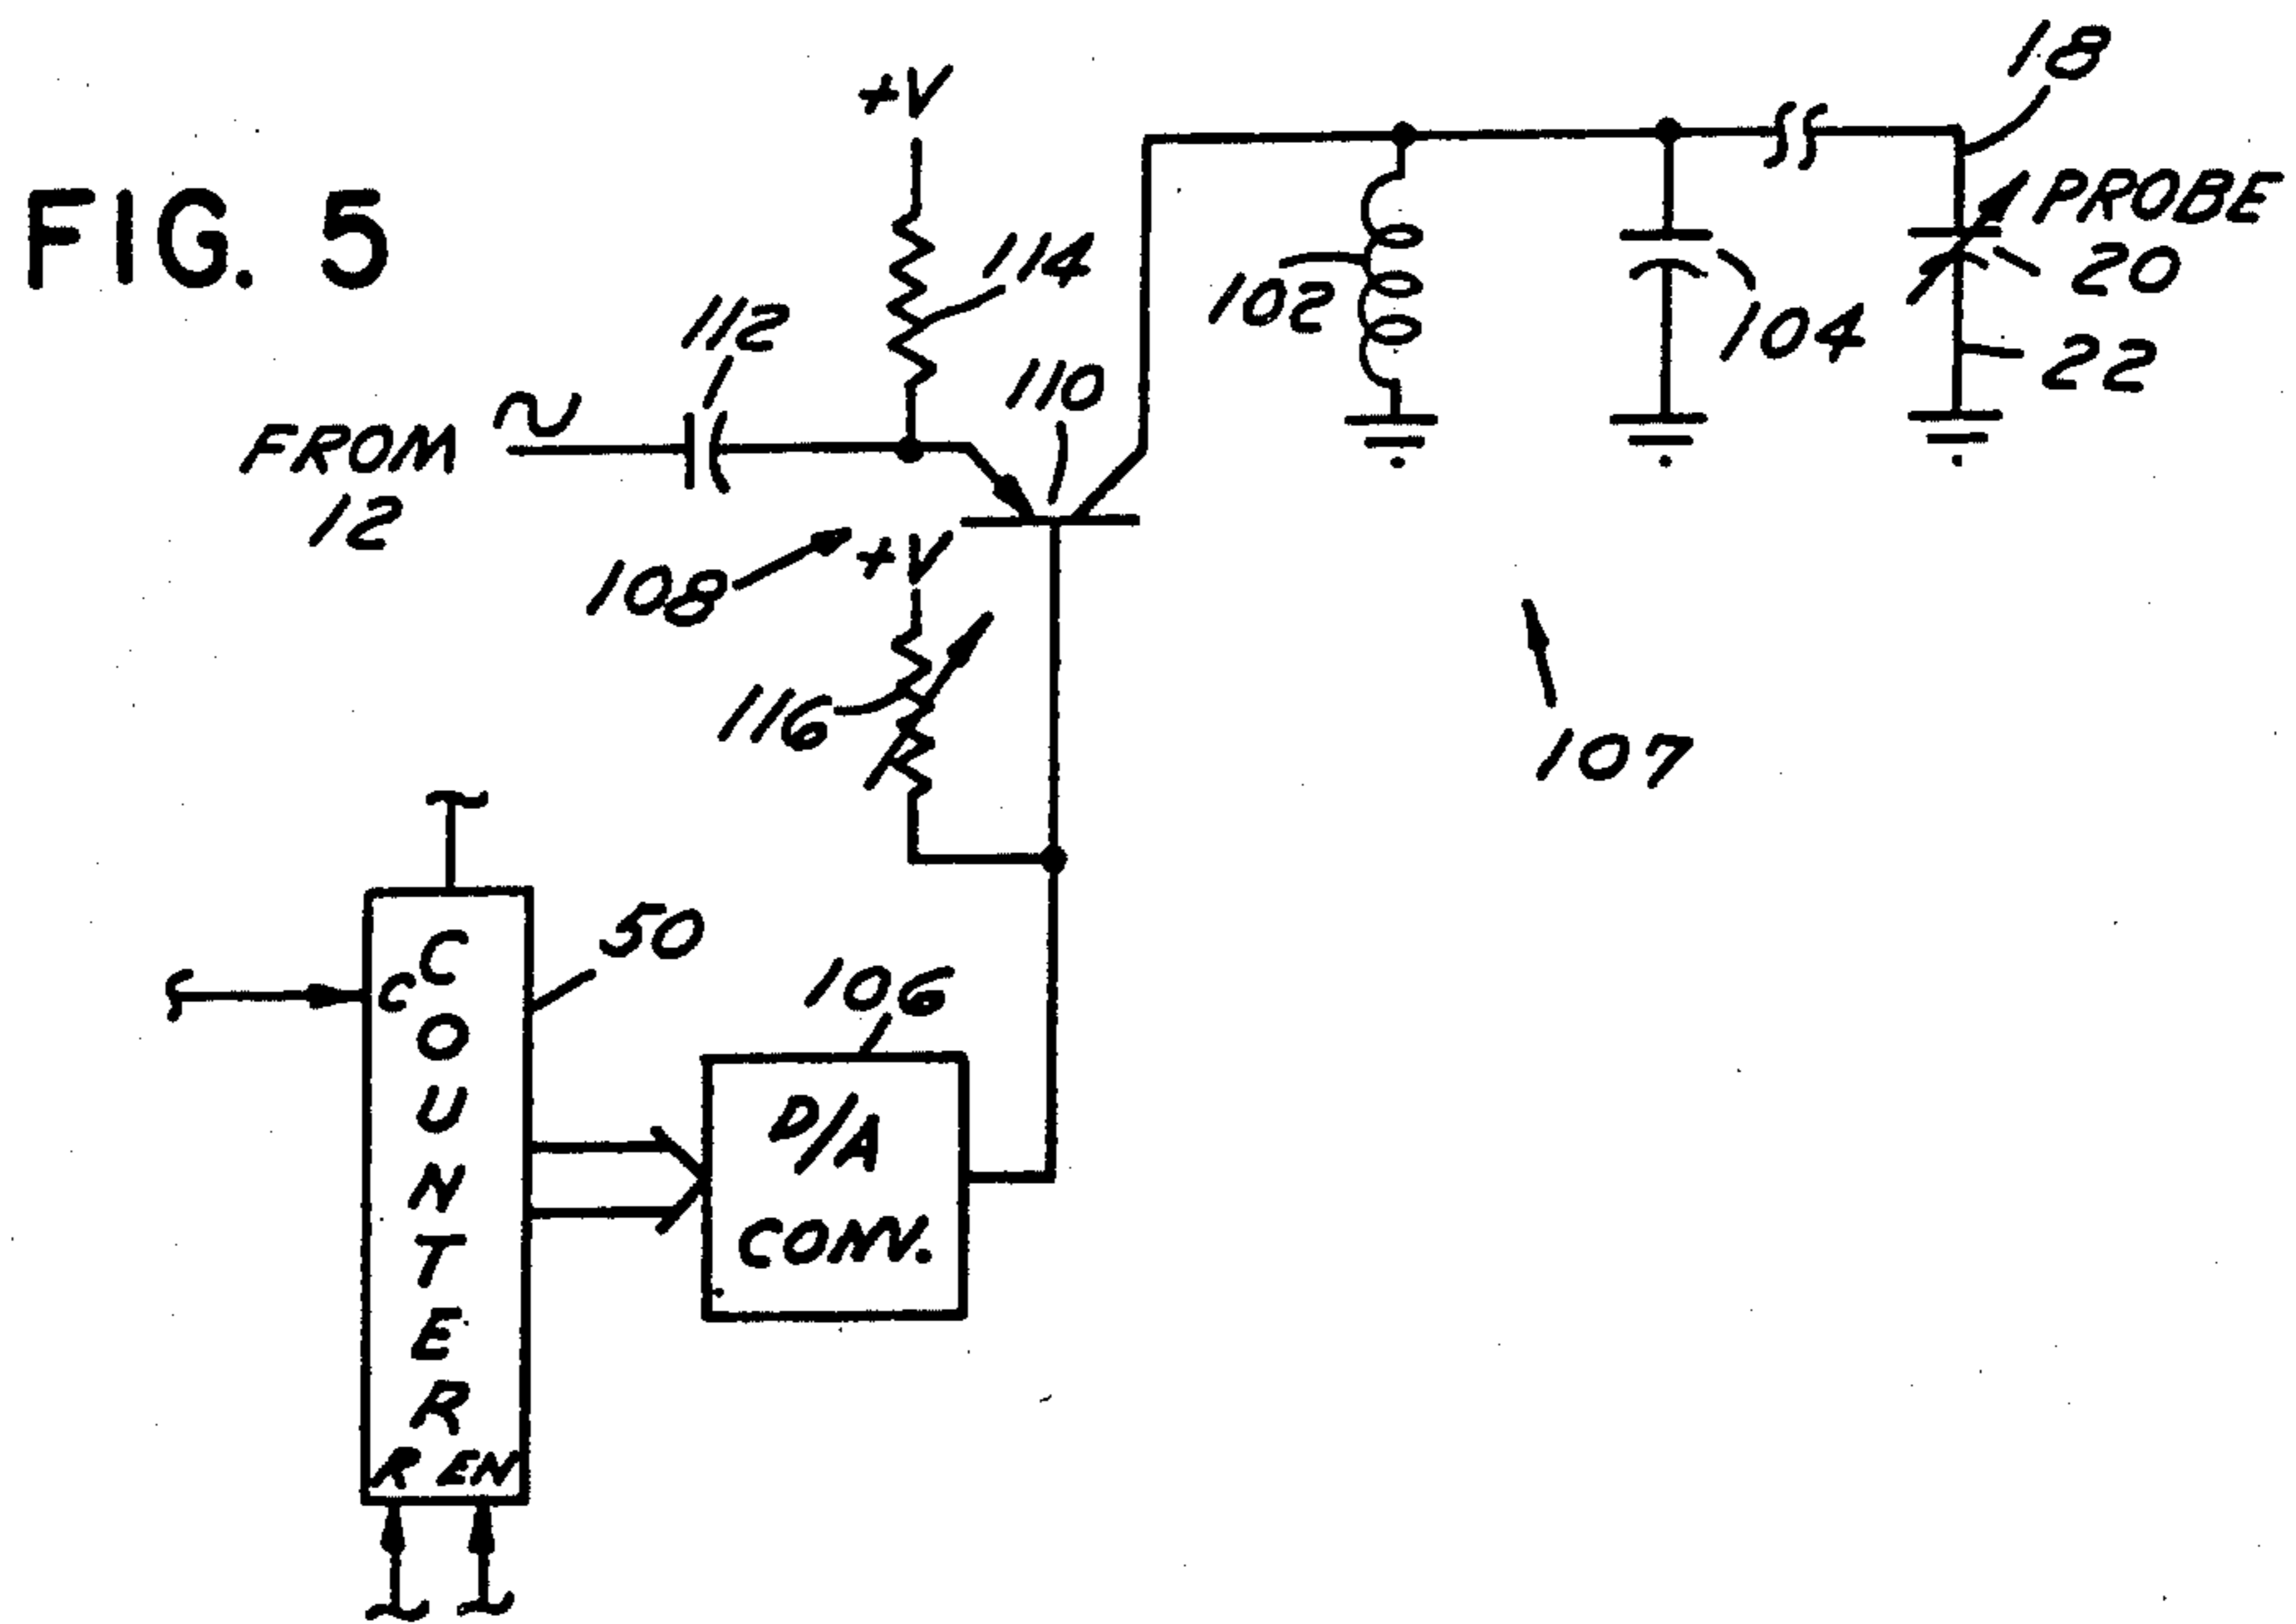 FIG. 5
+V
18
PROBE
20
22
114
112
102
104
110
FROM
12
108
+V
116
107
50
106
C
COUNTER
R EN
D/A
CONV.